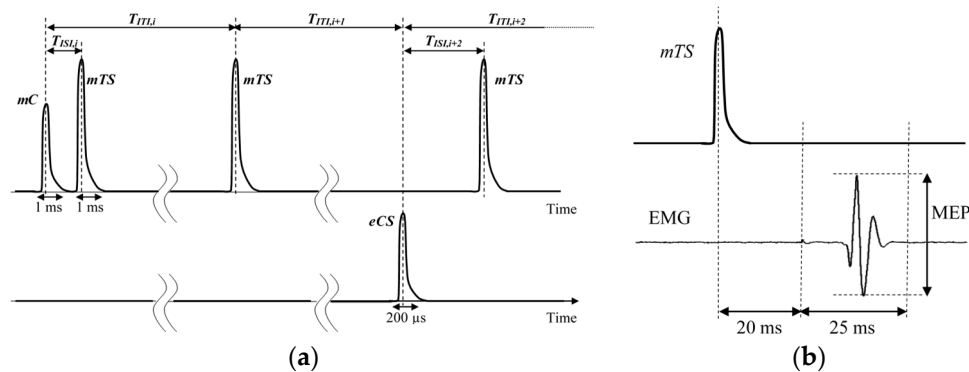 T_ITI,i T_ITI,i+1 T_ITI,i+2
T_ISI,i T_ISI,i+2
mTS mTS mTS
mC
1 ms 1 ms Time
eCS
200 µs Time
(a)
mTS
EMG MEP
20 ms 25 ms
(b)